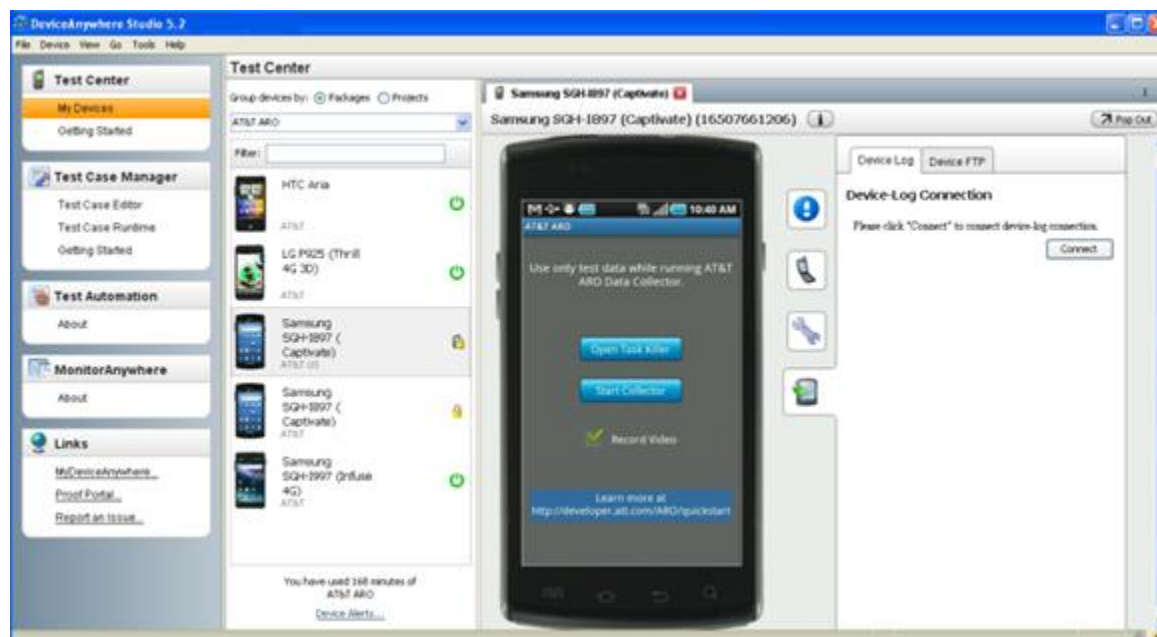 DeviceAnywhere Studio 5.2
File Device View Go Tools Help
Test Center
My Devices
Getting Started
Test Case Manager
Test Case Editor
Test Case Runtime
Getting Started
Test Automation
About
MonitorAnywhere
About
Links
MyDeviceAnywhere...
Proof Portal...
Report an Issue...
Test Center
Group devices by: Packages Projects
AT&T ARO
Filter:
HTC Aria
AT&T
LG P925 (Thrill
4G 3D)
AT&T
Samsung
SGH-I897 (
Captivate)
AT&T US
Samsung
SGH-I897 (
Captivate)
AT&T
Samsung
SGH-I997 (Infuse
4G)
AT&T
You have used 168 minutes of
AT&T ARO
Device Alerts...
Samsung SGH-I897 (Captivate)
1
Samsung SGH-I897 (Captivate) (16507661206)
Pop Out
10:40 AM
AT&T ARO
Use only test data while running AT&T
ARO Data Collector.
Open Task Killer
Start Collector
Record Video
Learn more at
http://developer.att.com/ARO/quickstart
Device Log Device FTP
Device-Log Connection
Please click "Connect" to connect device-log connection.
Connect